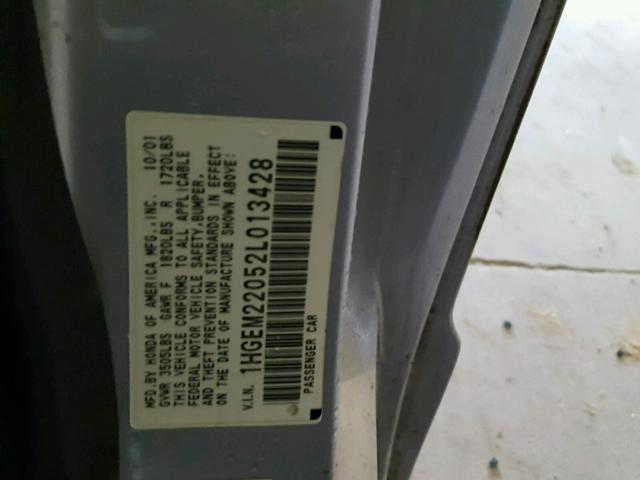 MFD.BY HONDA OF AMERICA MFG.,INC. 10/01
GVWR 3505LBS GAWR F 1820LBS R 1720LBS
THIS VEHICLE CONFORMS TO ALL APPLICABLE
FEDERAL MOTOR VEHICLE SAFETY,BUMPER,
AND THEFT PREVENTION STANDARDS IN EFFECT
ON THE DATE OF MANUFACTURE SHOWN ABOVE:
V.I.N. 1HGEM22052L013428
PASSENGER CAR